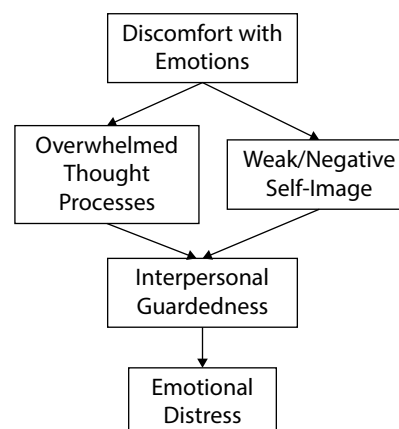 Discomfort with
Emotions
Overwhelmed
Thought
Processes
Weak/Negative
Self-Image
Interpersonal
Guardedness
Emotional
Distress